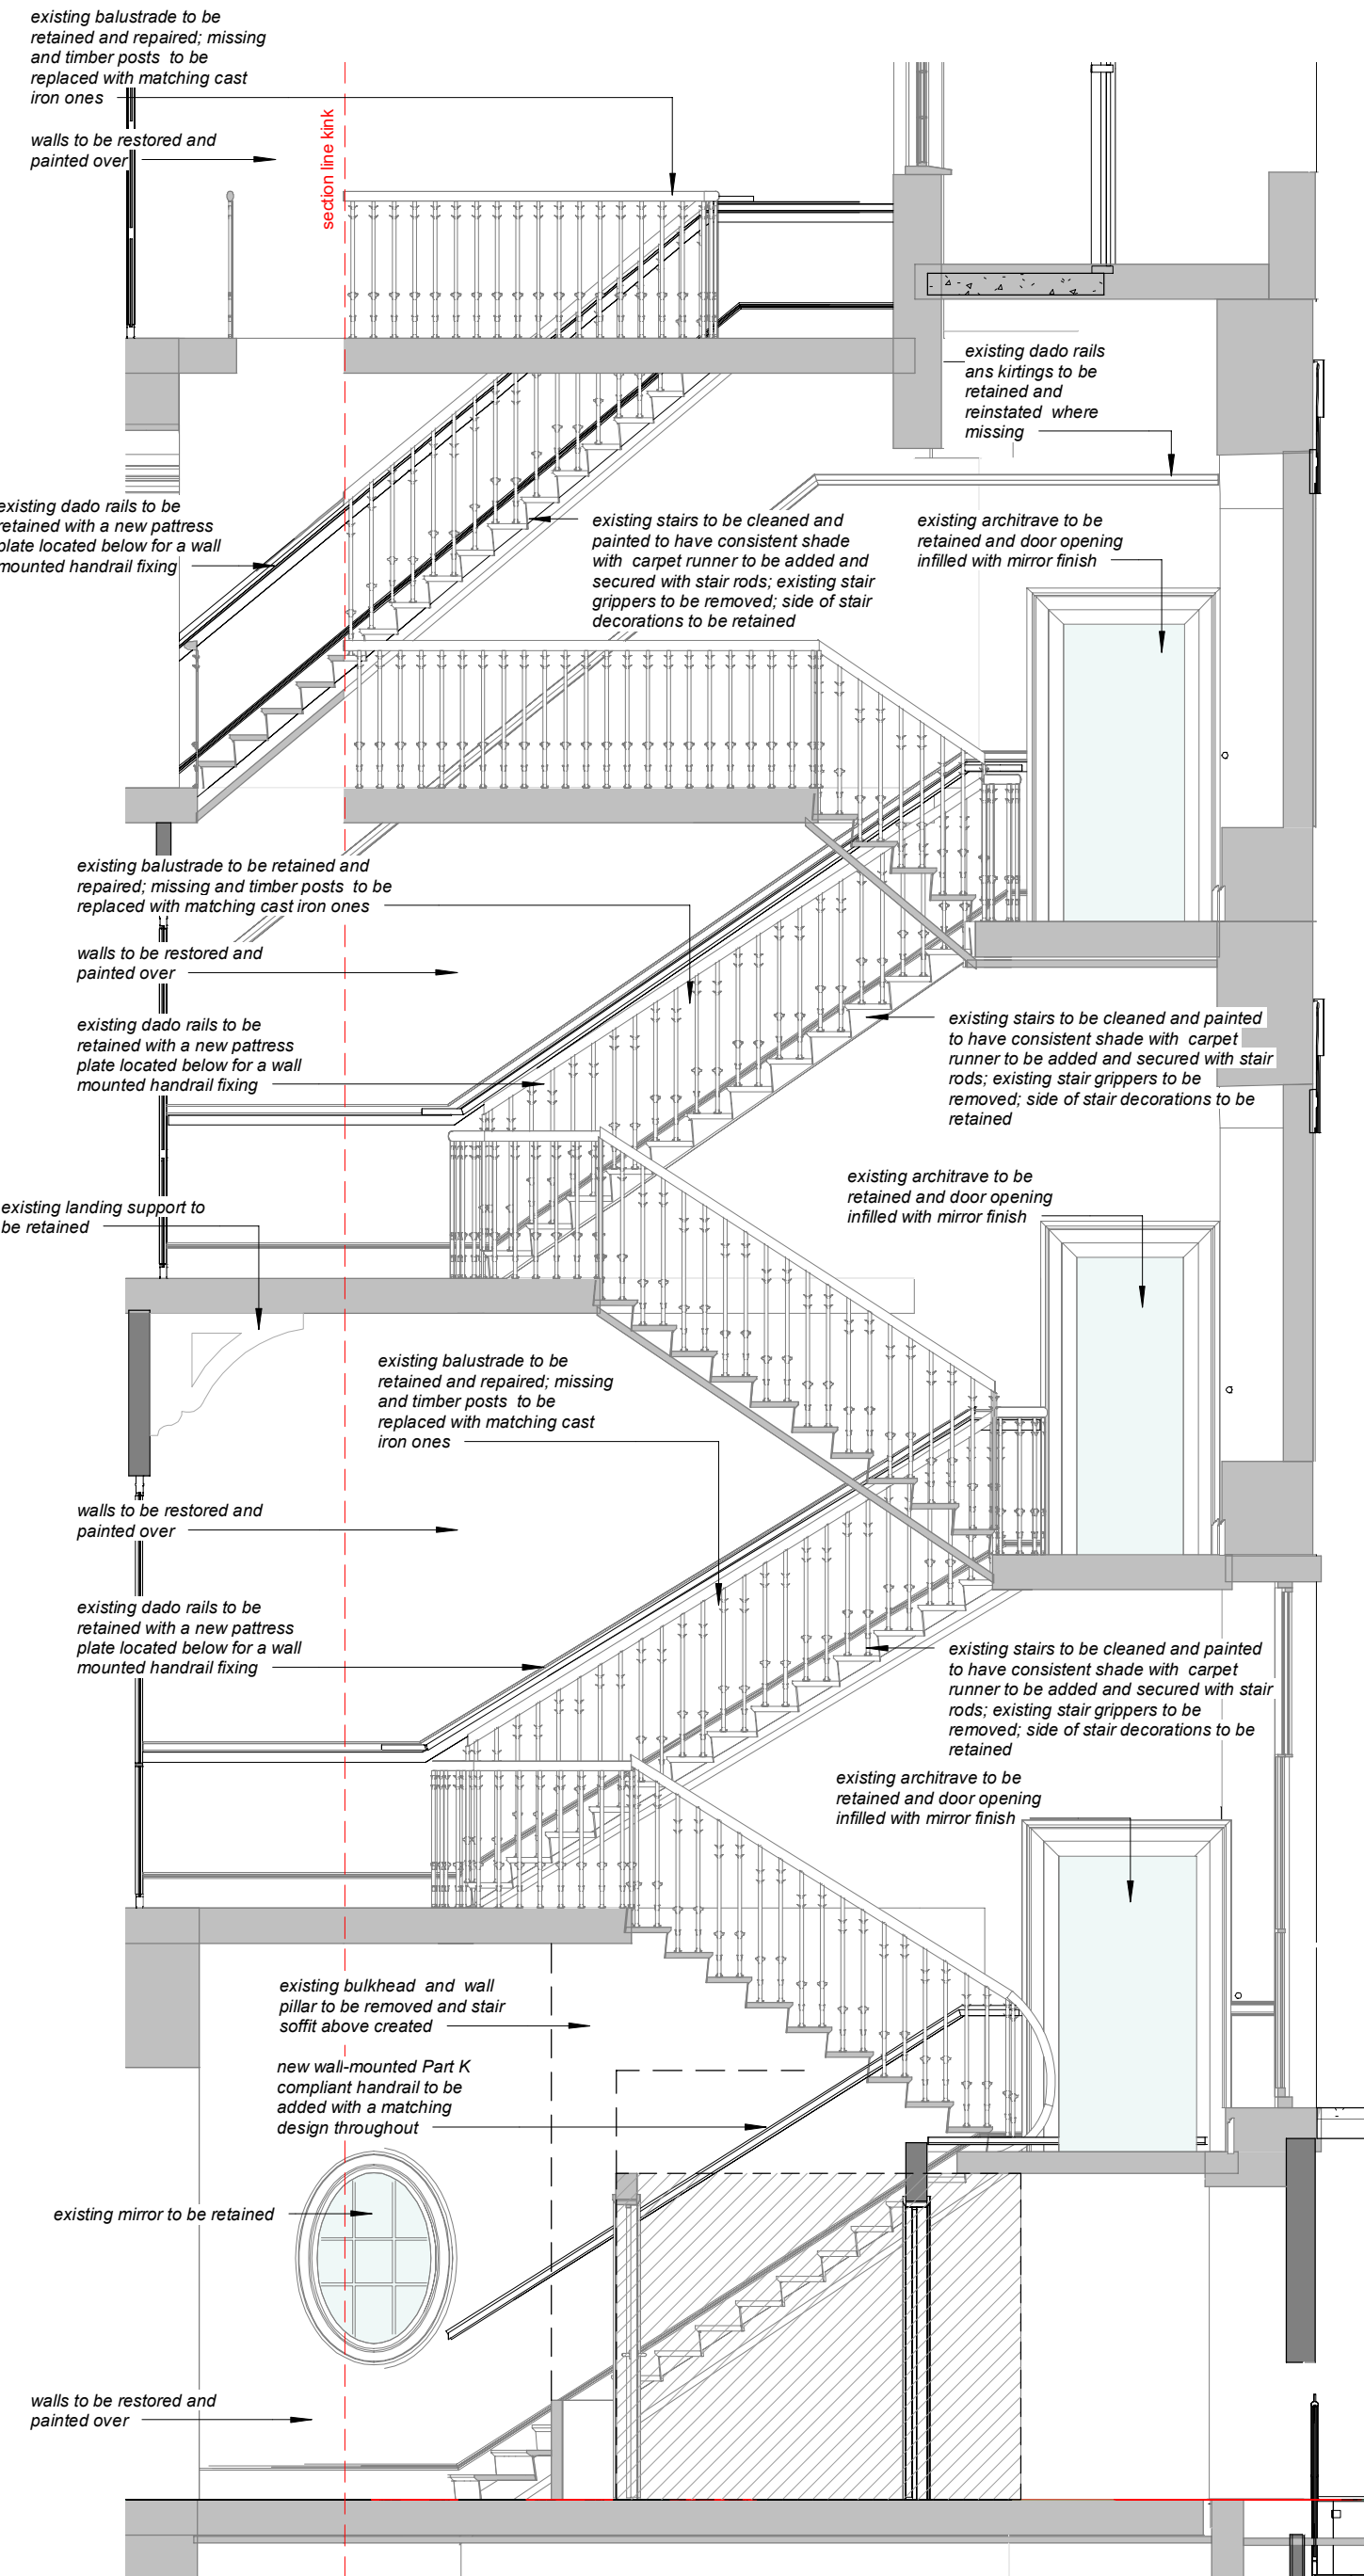 existing balustrade to be
retained and repaired; missing
and timber posts to be
replaced with matching cast
iron ones
walls to be restored and
painted over
section line kink
existing dado rails
ans kirtings to be
retained and
reinstated where
missing
existing dado rails to be
retained with a new pattress
plate located below for a wall
mounted handrail fixing
existing stairs to be cleaned and
painted to have consistent shade
with carpet runner to be added and
secured with stair rods; existing stair
grippers to be removed; side of stair
decorations to be retained
existing architrave to be
retained and door opening
infilled with mirror finish
existing balustrade to be retained and
repaired; missing and timber posts to be
replaced with matching cast iron ones
walls to be restored and
painted over
existing dado rails to be
retained with a new pattress
plate located below for a wall
mounted handrail fixing
existing stairs to be cleaned and painted
to have consistent shade with carpet
runner to be added and secured with stair
rods; existing stair grippers to be
removed; side of stair decorations to be
retained
existing architrave to be
retained and door opening
infilled with mirror finish
existing landing support to
be retained
existing balustrade to be
retained and repaired; missing
and timber posts to be
replaced with matching cast
iron ones
walls to be restored and
painted over
existing dado rails to be
retained with a new pattress
plate located below for a wall
mounted handrail fixing
existing stairs to be cleaned and painted
to have consistent shade with carpet
runner to be added and secured with stair
rods; existing stair grippers to be
removed; side of stair decorations to be
retained
existing architrave to be
retained and door opening
infilled with mirror finish
existing bulkhead and wall
pillar to be removed and stair
soffit above created
new wall-mounted Part K
compliant handrail to be
added with a matching
design throughout
existing mirror to be retained
walls to be restored and
painted over